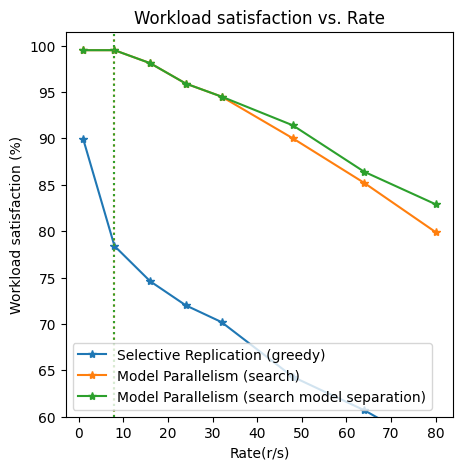 Workload satisfaction vs. Rate
Workload satisfaction (%)
100
95
90
85
80
75
70
65
60
Selective Replication (greedy)
Model Parallelism (search)
Model Parallelism (search model separation)
0 10 20 30 40 50 60 70 80
Rate(r/s)